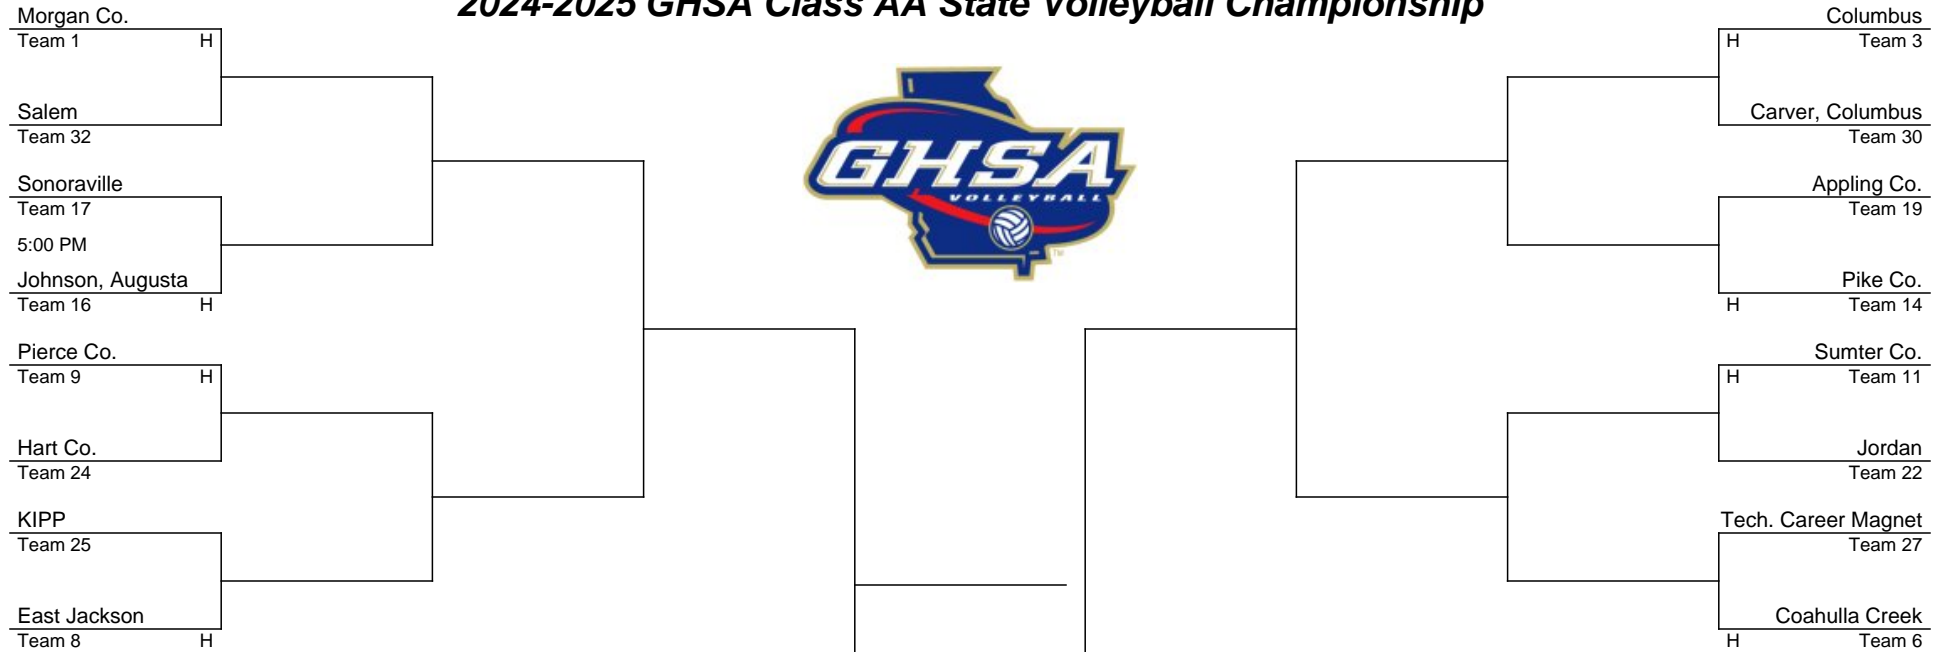 2024-2025 GHSA Class AA State Volleyball Championship
Morgan Co.
Team 1 H
Salem
Team 32
Sonoraville
Team 17
5:00 PM
Johnson, Augusta
Team 16 H
Pierce Co.
Team 9 H
Hart Co.
Team 24
KIPP
Team 25
East Jackson
Team 8 H
GHSA
VOLLEYBALL
TM
Columbus
H Team 3
Carver, Columbus
Team 30
Appling Co.
Team 19
Pike Co.
H Team 14
Sumter Co.
H Team 11
Jordan
Team 22
Tech. Career Magnet
Team 27
Coahulla Creek
H Team 6